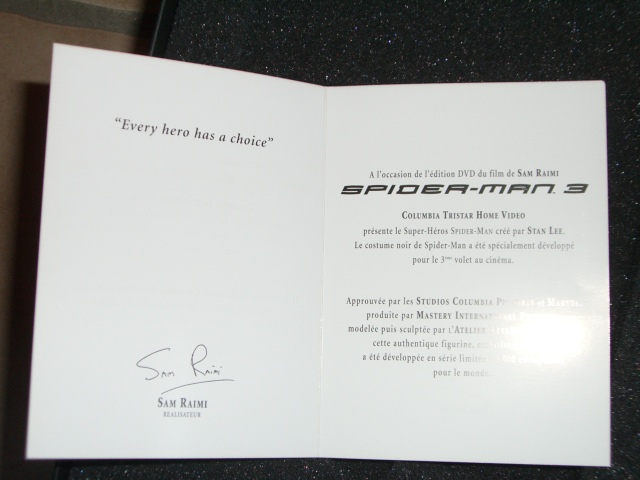 “Every hero has a choice”
Sam Raimi
SAM RAIMI
REALISATEUR
A l'occasion de l'édition DVD du film de SAM RAIMI
SPIDER-MAN 3
COLUMBIA TRISTAR HOME VIDEO
présente le Super-Héros SPIDER-MAN créé par STAN LEE.
Le costume noir de Spider-Man a été spécialement développé
pour le 3ème volet au cinéma.
Approuvée par les STUDIOS COLUMBIA et MARVEL,
produite par MASTERY
modelée puis sculptée par l'ATELIER
cette authentique figurine,
a été développée en série limitée
pour le monde.